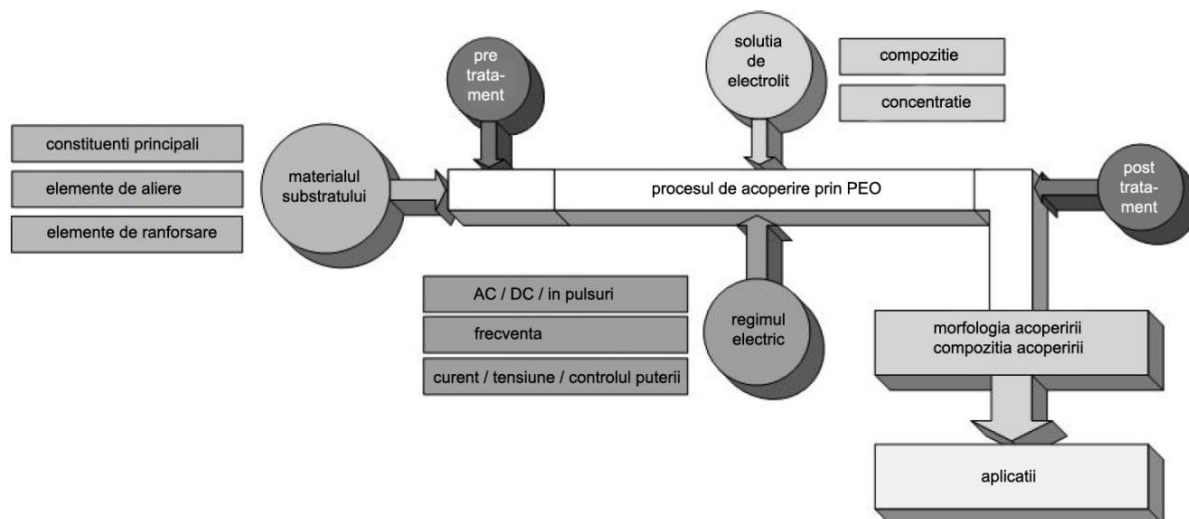 pre
trata-
ment
solutia
de
electrolit
compozitie
concentratie
constituenti principali
elemente de aliere
elemente de ranforsare
materialul
substratului
procesul de acoperire prin PEO
post
trata-
ment
AC / DC / in pulsuri
frecventa
curent / tensiune / controlul puterii
regimul
electric
morfologia acoperirii
compozitia acoperirii
aplicatii